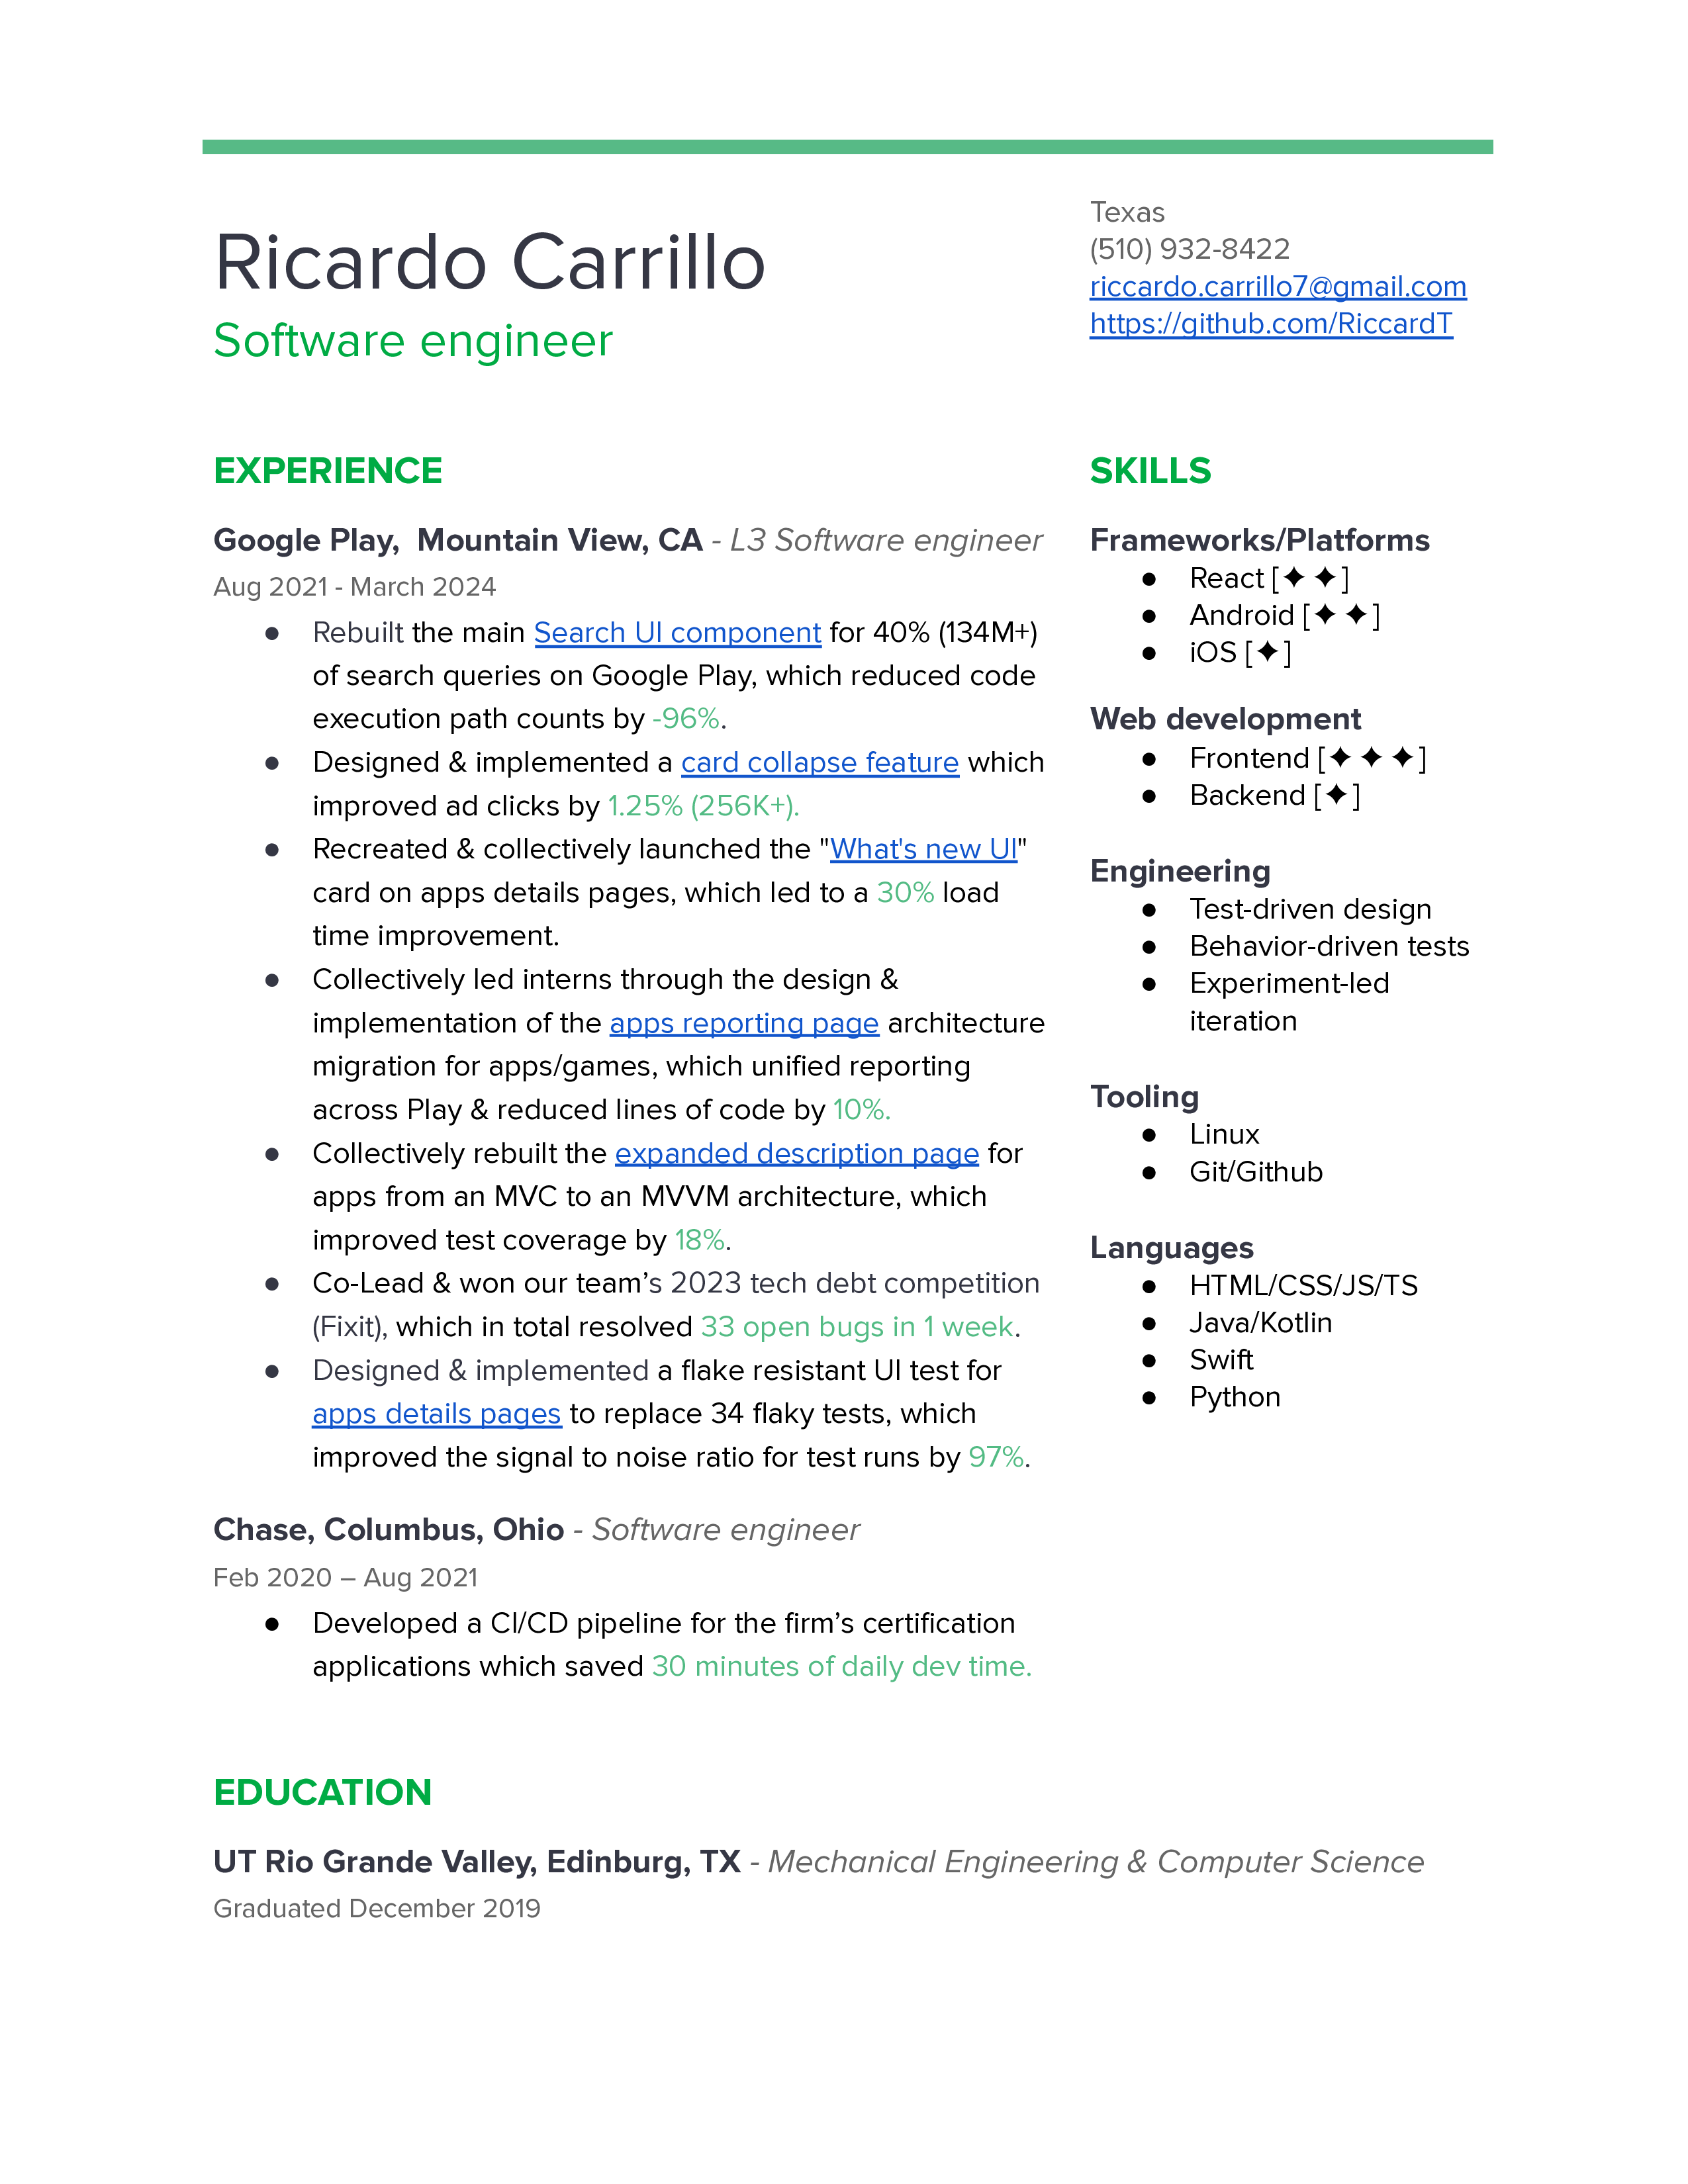 Ricardo Carrillo
Software engineer
Texas
(510) 932-8422
riccardo.carrillo7@gmail.com
https://github.com/RiccardT
EXPERIENCE
Google Play,  Mountain View, CA - L3 Software engineer
Aug 2021 - March 2024
● Rebuilt the main Search UI component for 40% (134M+)
of search queries on Google Play, which reduced code
execution path counts by -96%.
● Designed & implemented a card collapse feature which
improved ad clicks by 1.25% (256K+).
● Recreated & collectively launched the "What's new UI"
card on apps details pages, which led to a 30% load
time improvement.
● Collectively led interns through the design &
implementation of the apps reporting page architecture
migration for apps/games, which unified reporting
across Play & reduced lines of code by 10%.
● Collectively rebuilt the expanded description page for
apps from an MVC to an MVVM architecture, which
improved test coverage by 18%.
● Co-Lead & won our team’s 2023 tech debt competition
(Fixit), which in total resolved 33 open bugs in 1 week.
● Designed & implemented a flake resistant UI test for
apps details pages to replace 34 flaky tests, which
improved the signal to noise ratio for test runs by 97%.
Chase, Columbus, Ohio - Software engineer
Feb 2020 – Aug 2021
● Developed a CI/CD pipeline for the firm’s certification
applications which saved 30 minutes of daily dev time.
SKILLS
Frameworks/Platforms
● React [✦ ✦]
● Android [✦ ✦]
● iOS [✦]
Web development
● Frontend [✦ ✦ ✦]
● Backend [✦]
Engineering
● Test-driven design
● Behavior-driven tests
● Experiment-led
iteration
Tooling
● Linux
● Git/Github
Languages
● HTML/CSS/JS/TS
● Java/Kotlin
● Swift
● Python
EDUCATION
UT Rio Grande Valley, Edinburg, TX - Mechanical Engineering & Computer Science
Graduated December 2019